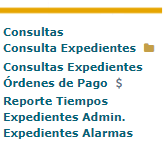 Consultas
Consulta Expedientes
Consultas Expedientes
Órdenes de Pago $
Reporte Tiempos
Expedientes Admin.
Expedientes Alarmas